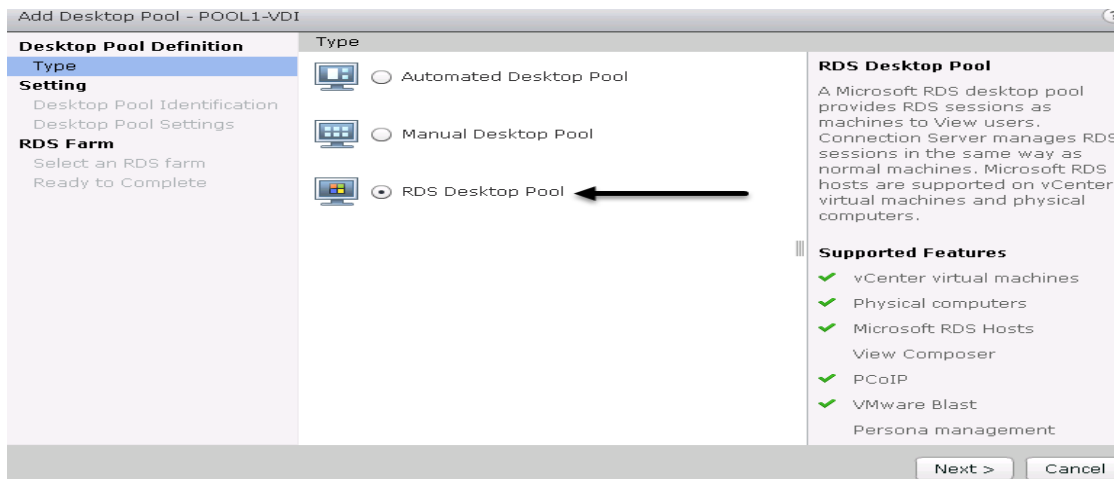 Add Desktop Pool - POOL1-VDI
Desktop Pool Definition
Type
Setting
Desktop Pool Identification
Desktop Pool Settings
RDS Farm
Select an RDS farm
Ready to Complete
Type
Automated Desktop Pool
Manual Desktop Pool
RDS Desktop Pool
RDS Desktop Pool
A Microsoft RDS desktop pool
provides RDS sessions as
machines to View users.
Connection Server manages RDS
sessions in the same way as
normal machines. Microsoft RDS
hosts are supported on vCenter
virtual machines and physical
computers.
Supported Features
vCenter virtual machines
Physical computers
Microsoft RDS Hosts
View Composer
PCoIP
VMware Blast
Persona management
Next >
Cancel